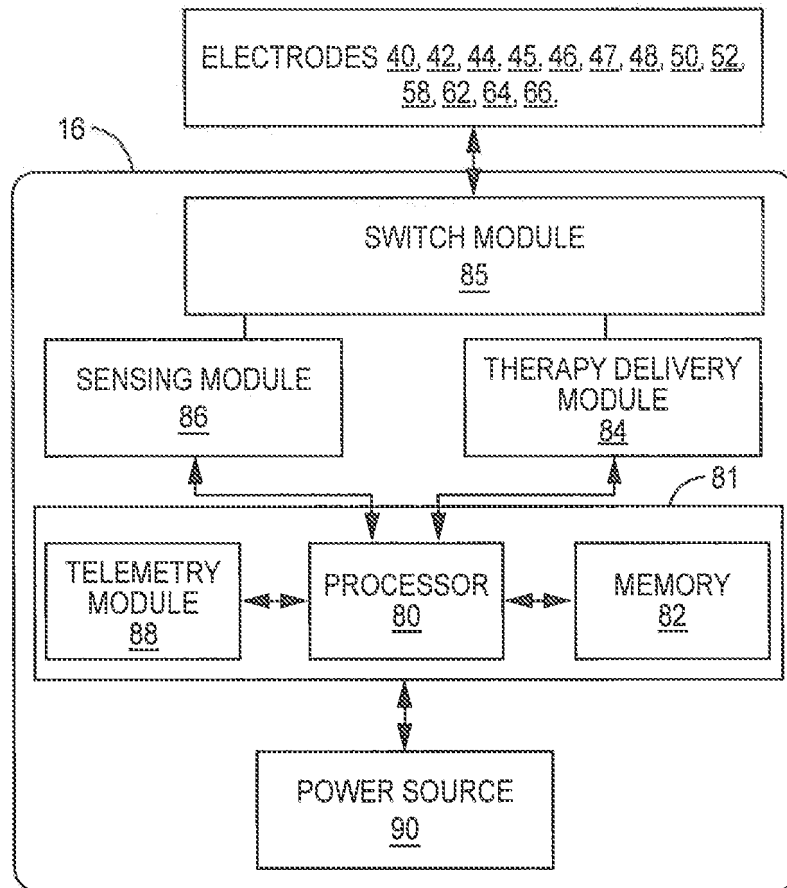 ELECTRODES 40, 42, 44, 45, 46, 47, 48, 50, 52,
58, 62, 64, 66.
16
SWITCH MODULE
85
SENSING MODULE
86
THERAPY DELIVERY
MODULE
84
81
TELEMETRY
MODULE
88
PROCESSOR
80
MEMORY
82
POWER SOURCE
90